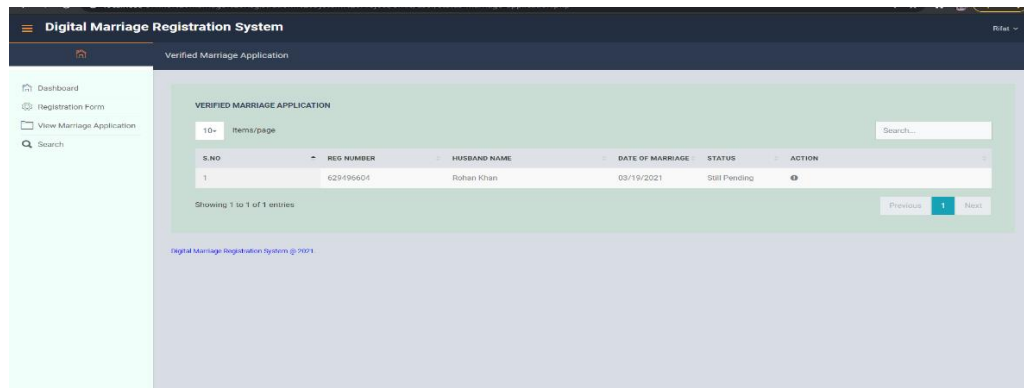 Digital Marriage Registration System
Rifat
Verified Marriage Application
Dashboard
Registration Form
View Marriage Application
Search
VERIFIED MARRIAGE APPLICATION
10 items/page
Search...
S.NO REG NUMBER HUSBAND NAME DATE OF MARRIAGE STATUS ACTION
1 629496604 Rohan Khan 03/19/2021 Still Pending
Showing 1 to 1 of 1 entries
Previous 1 Next
Digital Marriage Registration System @ 2021.